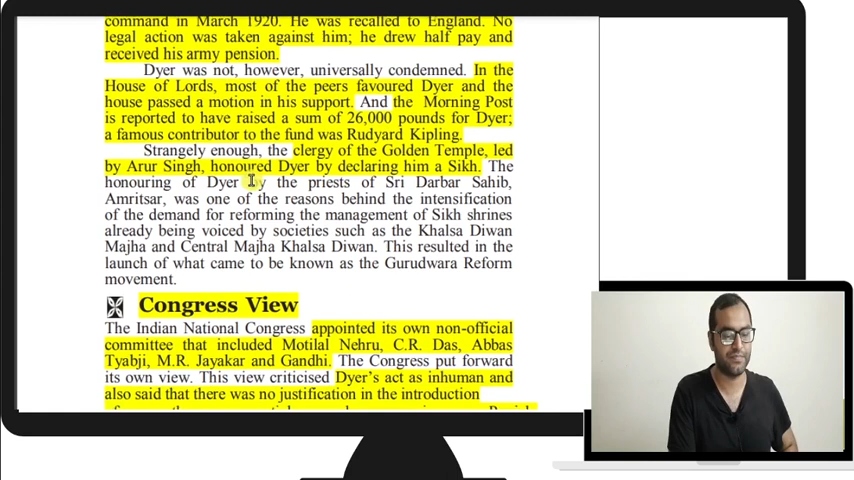 command in March 1920. He was recalled to England. No
legal action was taken against him; he drew half pay and
received his army pension.
Dyer was not, however, universally condemned. In the
House of Lords, most of the peers favoured Dyer and the
house passed a motion in his support. And the Morning Post
is reported to have raised a sum of 26,000 pounds for Dyer;
a famous contributor to the fund was Rudyard Kipling.
Strangely enough, the clergy of the Golden Temple, led
by Arur Singh, honoured Dyer by declaring him a Sikh. The
honouring of Dyer by the priests of Sri Darbar Sahib,
Amritsar, was one of the reasons behind the intensification
of the demand for reforming the management of Sikh shrines
already being voiced by societies such as the Khalsa Diwan
Majha and Central Majha Khalsa Diwan. This resulted in the
launch of what came to be known as the Gurudwara Reform
movement.
Congress View
The Indian National Congress appointed its own non-official
committee that included Motilal Nehru, C.R. Das, Abbas
Tyabji, M.R. Jayakar and Gandhi. The Congress put forward
its own view. This view criticised Dyer's act as inhuman and
also said that there was no justification in the introduction